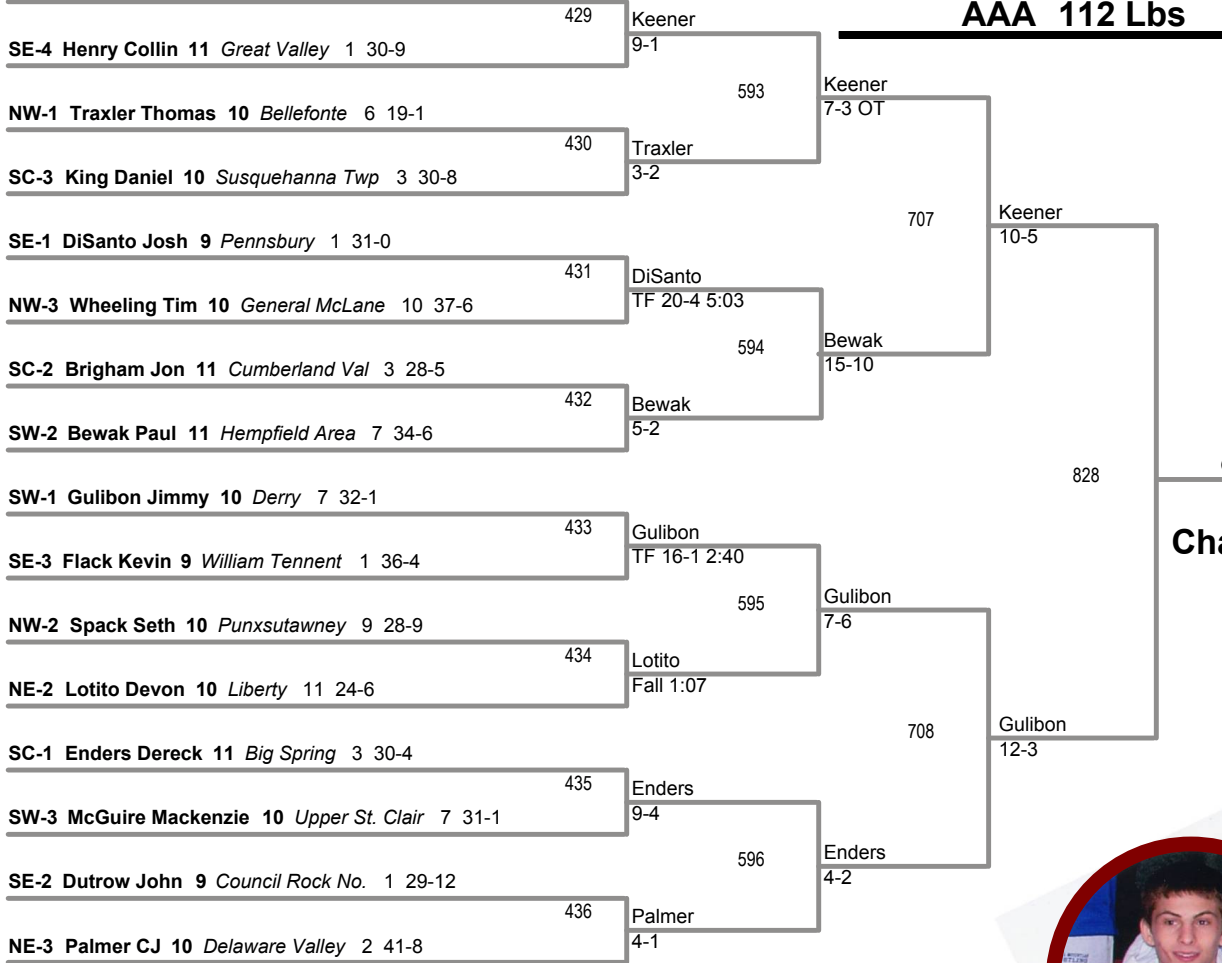 AAA 112 Lbs
429
Keener
9-1
SE-4 Henry Collin 11 Great Valley 1 30-9
593
Keener
7-3 OT
NW-1 Traxler Thomas 10 Bellefonte 6 19-1
430
Traxler
3-2
SC-3 King Daniel 10 Susquehanna Twp 3 30-8
707
Keener
10-5
SE-1 DiSanto Josh 9 Pennsbury 1 31-0
431
DiSanto
TF 20-4 5:03
NW-3 Wheeling Tim 10 General McLane 10 37-6
594
Bewak
15-10
SC-2 Brigham Jon 11 Cumberland Val 3 28-5
432
Bewak
5-2
SW-2 Bewak Paul 11 Hempfield Area 7 34-6
828
SW-1 Gulibon Jimmy 10 Derry 7 32-1
433
Gulibon
TF 16-1 2:40
Cha
SE-3 Flack Kevin 9 William Tennent 1 36-4
595
Gulibon
7-6
NW-2 Spack Seth 10 Punxsutawney 9 28-9
434
Lotito
Fall 1:07
NE-2 Lotito Devon 10 Liberty 11 24-6
708
Gulibon
12-3
SC-1 Enders Dereck 11 Big Spring 3 30-4
435
Enders
9-4
SW-3 McGuire Mackenzie 10 Upper St. Clair 7 31-1
596
Enders
4-2
SE-2 Dutrow John 9 Council Rock No. 1 29-12
436
Palmer
4-1
NE-3 Palmer CJ 10 Delaware Valley 2 41-8